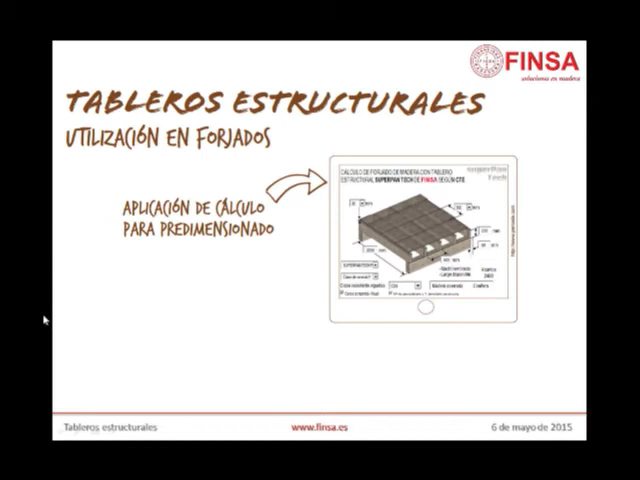 FINSA
soluciones en madera
TABLEROS ESTRUCTURALES
UTILIZACIÓN EN FORJADOS
APLICACIÓN DE CÁLCULO
PARA PREDIMENSIONADO
CÁLCULO DE FORJADO DE MADERA CON TABLERO
ESTRUCTURAL SUPERPAN TECH DE FINSA SEGÚN CTE
Tableros estructurales
www.finsa.es
6 de mayo de 2015